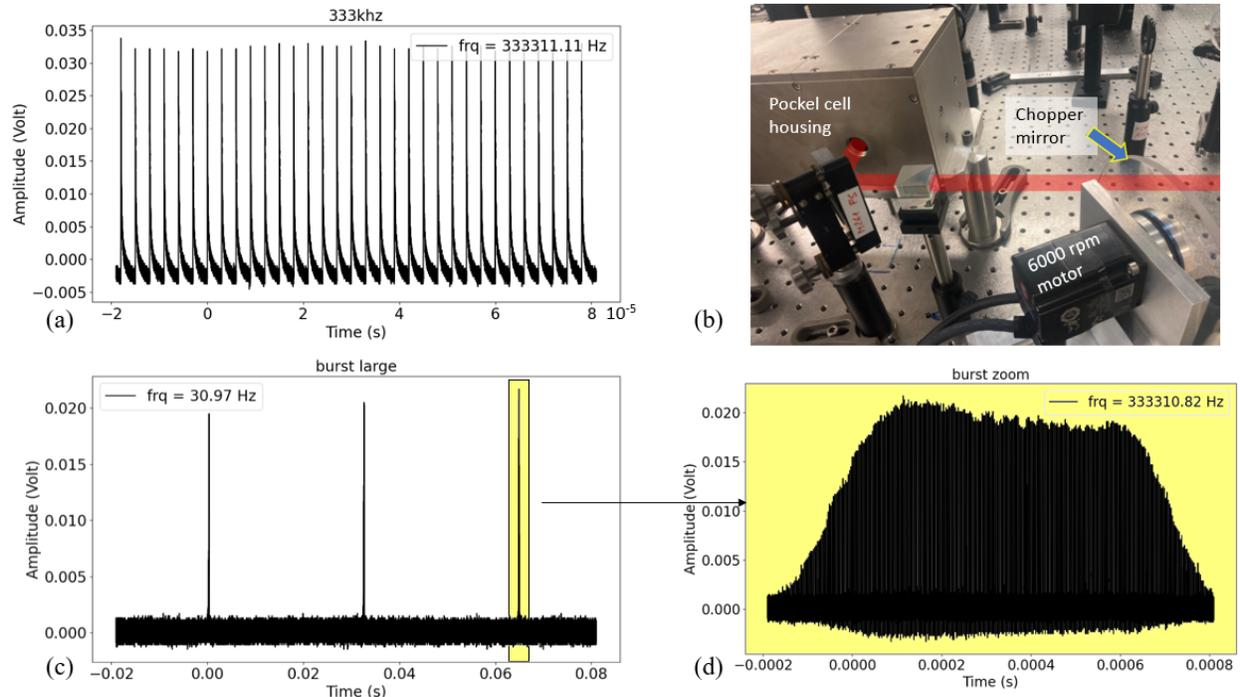 333khz
frq = 333311.11 Hz
Amplitude (Volt)
0.035
0.030
0.025
0.020
0.015
0.010
0.005
0.000
−0.005
−2
0
2
4
6
8
10⁻⁵
Time (s)
(a)
Pockel cell
housing
Chopper
mirror
6000 rpm
motor
(b)
burst large
frq = 30.97 Hz
Amplitude (Volt)
0.020
0.015
0.010
0.005
0.000
−0.02
0.00
0.02
0.04
0.06
0.08
Time (s)
(c)
burst zoom
frq = 333310.82 Hz
Amplitude (Volt)
0.020
0.015
0.010
0.005
0.000
−0.0002
0.0000
0.0002
0.0004
0.0006
0.0008
Time (s)
(d)